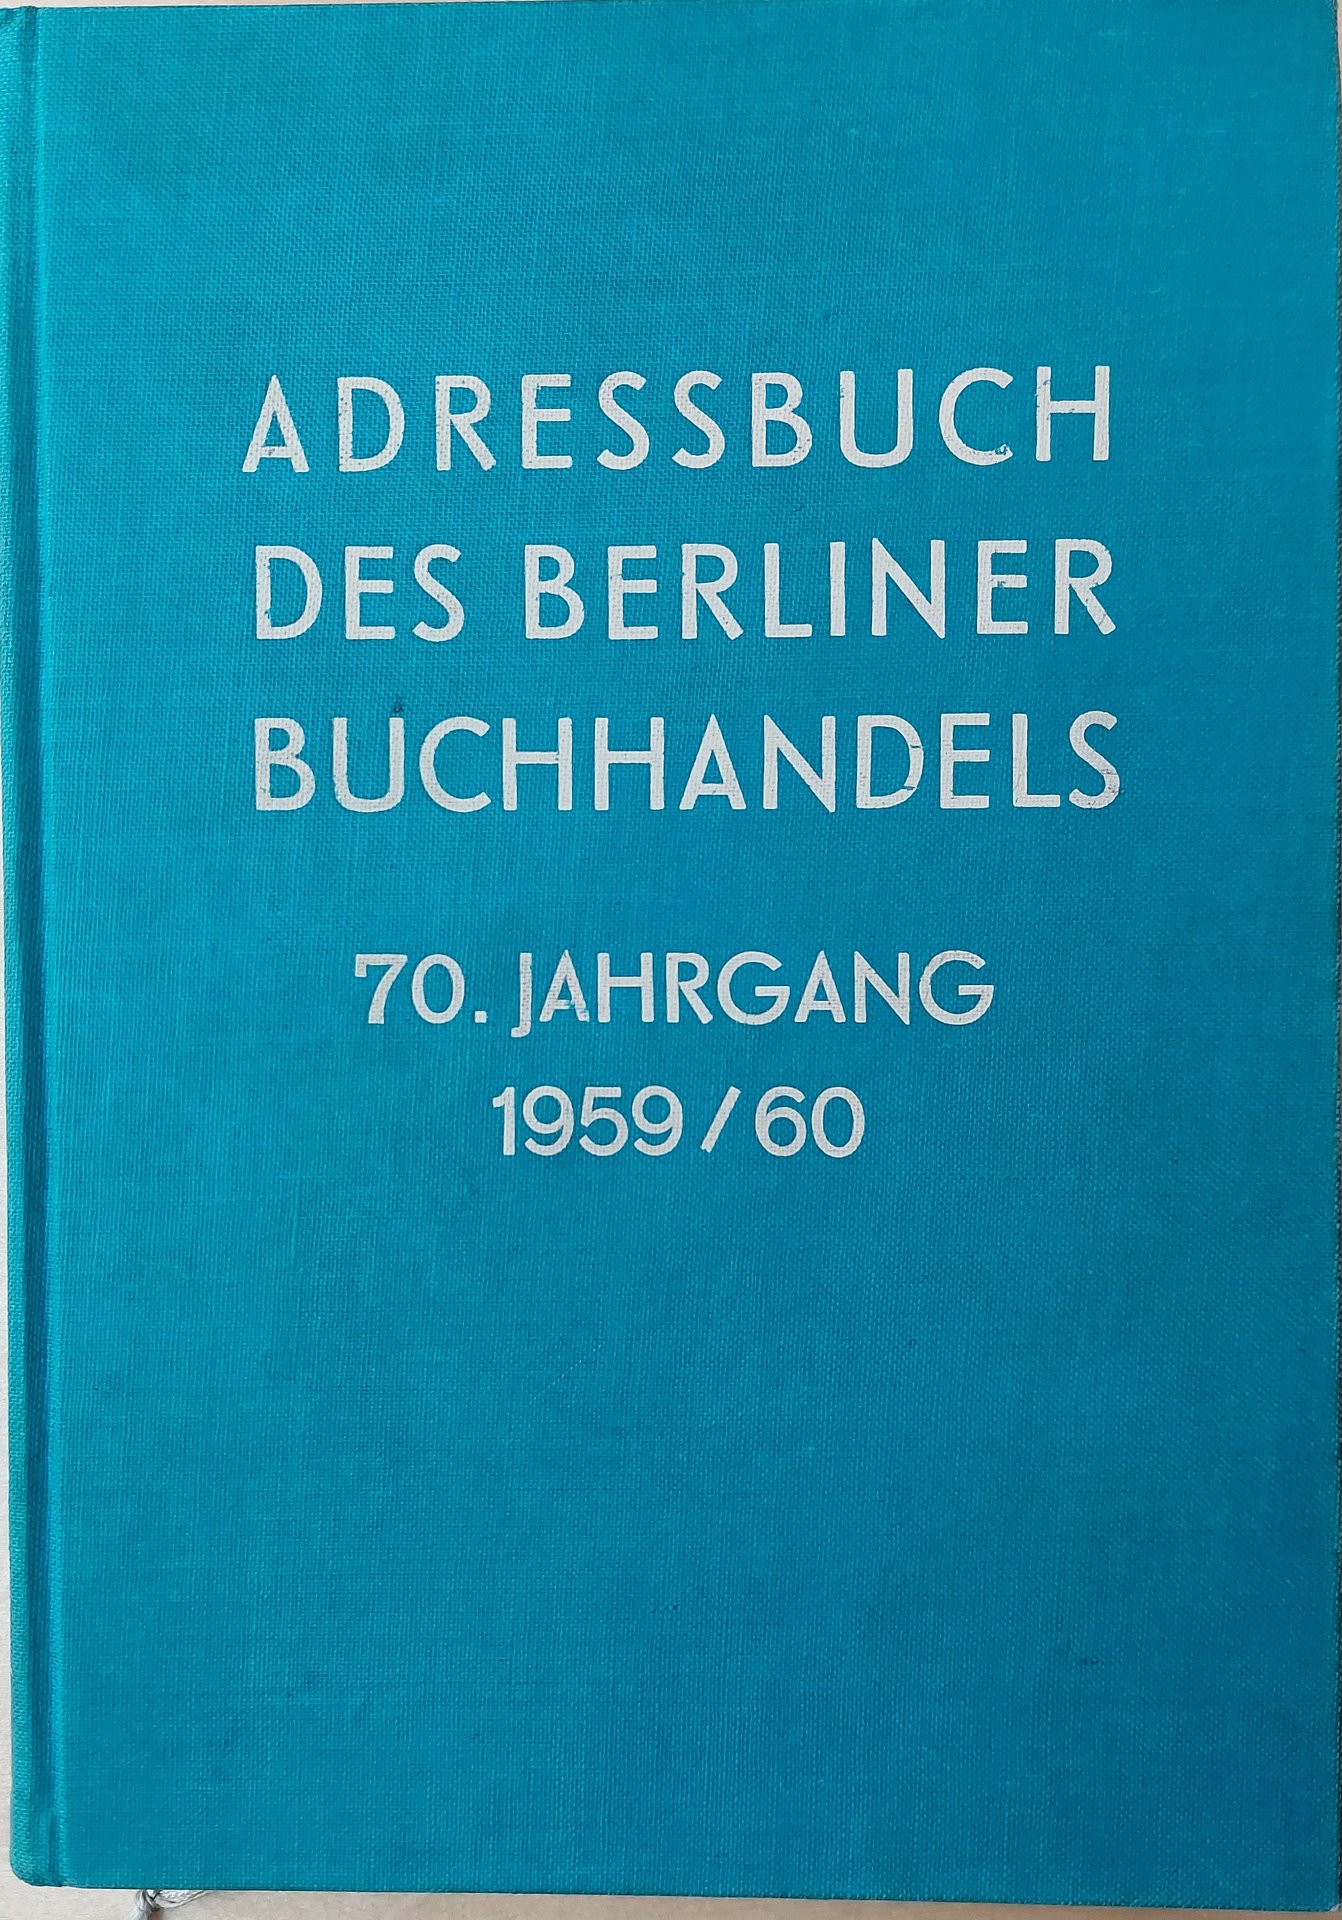 ADRESSBUCH
DES BERLINER
BUCHHANDELS
70. JAHRGANG
1959/60